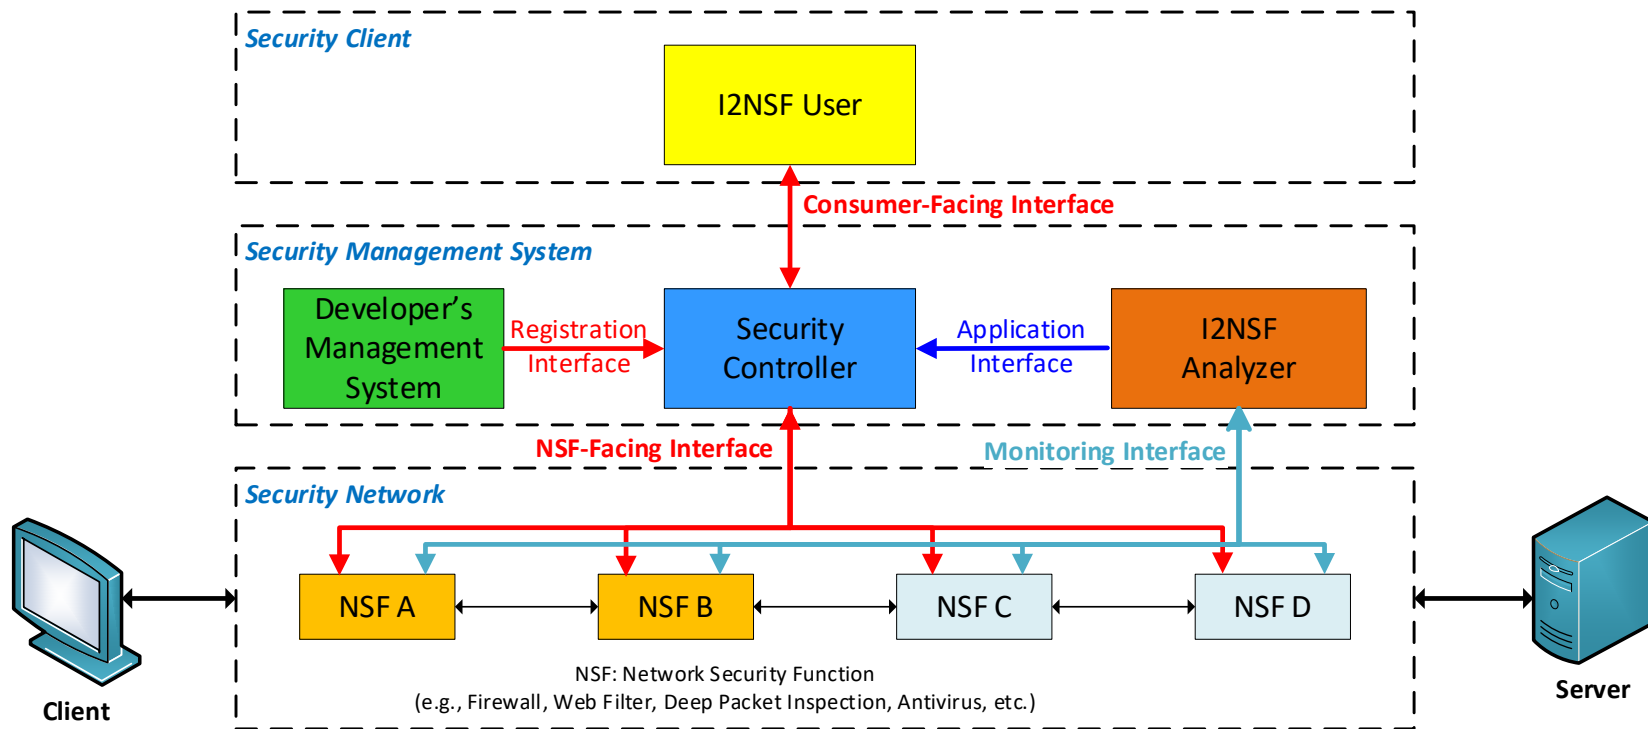 Security Client
I2NSF User
Consumer-Facing Interface
Security Management System
Developer's
Management
System
Registration
Interface
Security
Controller
Application
Interface
I2NSF
Analyzer
NSF-Facing Interface
Monitoring Interface
Security Network
NSF A
NSF B
NSF C
NSF D
NSF: Network Security Function
(e.g., Firewall, Web Filter, Deep Packet Inspection, Antivirus, etc.)
Client
Server